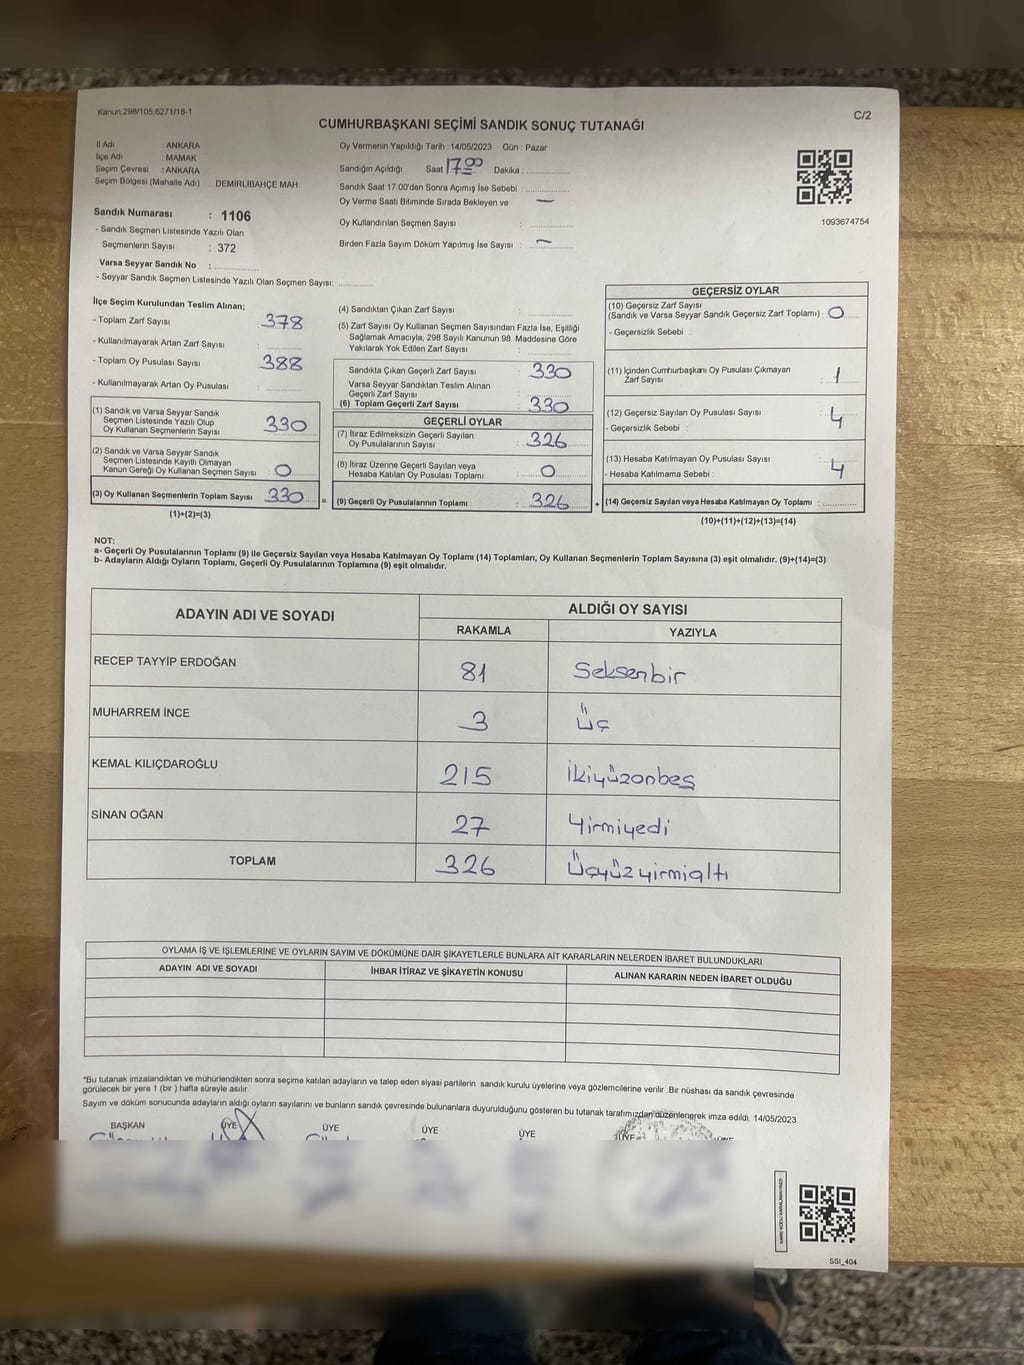 Kanun,298/105,6271/18-1
C/2
CUMHURBAŞKANI SEÇİMİ SANDIK SONUÇ TUTANAĞI
İl Adı : ANKARA
İlçe Adı : MAMAK
Seçim Çevresi : ANKARA
Seçim Bölgesi (Mahalle Adı) : DEMİRLİBAHÇE MAH
Sandık Numarası : 1106
- Sandık Seçmen Listesinde Yazılı Olan
Seçmenlerin Sayısı : 372
Varsa Seyyar Sandık No :
- Seyyar Sandık Seçmen Listesinde Yazılı Olan Seçmen Sayısı:
Oy Vermenin Yapıldığı Tarih :14/05/2023 Gün : Pazar
Sandığın Açıldığı Saat 17.00 Dakika :
Sandık Saat 17.00'den Sonra Açımış İse Sebebi :
Oy Verme Saati Bitiminde Sırada Bekleyen ve —
Oy Kullandırılan Seçmen Sayısı :
Birden Fazla Sayım Döküm Yapılmış İse Sayısı : —
1093674754
İlçe Seçim Kurulundan Teslim Alınan;
- Toplam Zarf Sayısı : 378
- Kullanılmayarak Artan Zarf Sayısı :
- Toplam Oy Pusulası Sayısı : 388
- Kullanılmayarak Artan Oy Pusulası :
(1) Sandık ve Varsa Seyyar Sandık
Seçmen Listesinde Yazılı Olup
Oy Kullanan Seçmenlerin Sayısı : 330
(2) Sandık ve Varsa Seyyar Sandık
Seçmen Listesinde Kayıtlı Olmayan
Kanun Gereği Oy Kullanan Seçmen Sayısı : 0
(3) Oy Kullanan Seçmenlerin Toplam Sayısı 330 =
(1)+(2)=(3)
(4) Sandıktan Çıkan Zarf Sayısı :
(5) Zarf Sayısı Oy Kullanan Seçmen Sayısından Fazla İse, Eşitliği
Sağlamak Amacıyla, 298 Sayılı Kanunun 98. Maddesine Göre
Yakılarak Yok Edilen Zarf Sayısı :
Sandıkta Çıkan Geçerli Zarf Sayısı : 330
Varsa Seyyar Sandıktan Teslim Alınan
Geçerli Zarf Sayısı :
(6) Toplam Geçerli Zarf Sayısı : 330
GEÇERLİ OYLAR
(7) İtiraz Edilmeksizin Geçerli Sayılan
Oy Pusulalarının Sayısı : 326
(8) İtiraz Üzerine Geçerli Sayılan veya
Hesaba Katılan Oy Pusulası Toplamı : 0
(9) Geçerli Oy Pusulalarının Toplamı : 326 +
GEÇERSİZ OYLAR
(10) Geçersiz Zarf Sayısı
(Sandık ve Varsa Seyyar Sandık Geçersiz Zarf Toplamı) : 0
- Geçersizlik Sebebi :
(11) İçinden Cumhurbaşkanı Oy Pusulası Çıkmayan
Zarf Sayısı : 1
(12) Geçersiz Sayılan Oy Pusulası Sayısı : 4
- Geçersizlik Sebebi :
(13) Hesaba Katılmayan Oy Pusulası Sayısı : 4
- Hesaba Katılmama Sebebi :
(14) Geçersiz Sayılan veya Hesaba Katılmayan Oy Toplamı :
(10)+(11)+(12)+(13)=(14)
NOT:
a- Geçerli Oy Pusulalarının Toplamı (9) ile Geçersiz Sayılan veya Hesaba Katılmayan Oy Toplamı (14) Toplamları, Oy Kullanan Seçmenlerin Toplam Sayısına (3) eşit olmalıdır. (9)+(14)=(3)
b- Adayların Aldığı Oyların Toplamı, Geçerli Oy Pusulalarının Toplamına (9) eşit olmalıdır.
ADAYIN ADI VE SOYADI ALDIĞI OY SAYISI
RAKAMLA YAZIYLA
RECEP TAYYİP ERDOĞAN 81 Seksenbir
MUHARREM İNCE 3 Üç
KEMAL KILIÇDAROĞLU 215 İkiyüzonbeş
SİNAN OĞAN 27 Yirmiyedi
TOPLAM 326 Üçyüzyirmialtı
OYLAMA İŞ VE İŞLEMLERİNE VE OYLARIN SAYIM VE DÖKÜMÜNE DAİR ŞİKAYETLERLE BUNLARA AİT KARARLARIN NELERDEN İBARET BULUNDUKLARI
ADAYIN ADI VE SOYADI İHBAR İTİRAZ VE ŞİKAYETİN KONUSU ALINAN KARARIN NEDEN İBARET OLDUĞU
*Bu tutanak imzalandıktan ve mühürlendikten sonra seçime katılan adayların ve talep eden siyasi partilerin sandık kurulu üyelerine veya gözlemcilerine verilir .Bir nüshası da sandık çevresinde
görülecek bir yere 1 (bir ) hafta süreyle asılır.
Sayım ve döküm sonucunda adayların aldığı oyların sayılarını ve bunların sandık çevresinde bulunanlara duyurulduğunu gösteren bu tutanak tarafımızdan düzenlenerek imza edildi. 14/05/2023
BAŞKAN ÜYE ÜYE ÜYE ÜYE ÜYE ÜYE
SSI_404